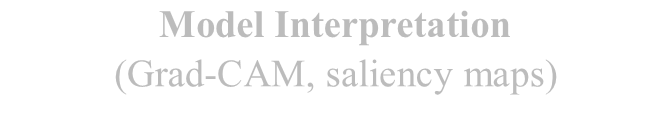 Model Interpretation
(Grad-CAM, saliency maps)